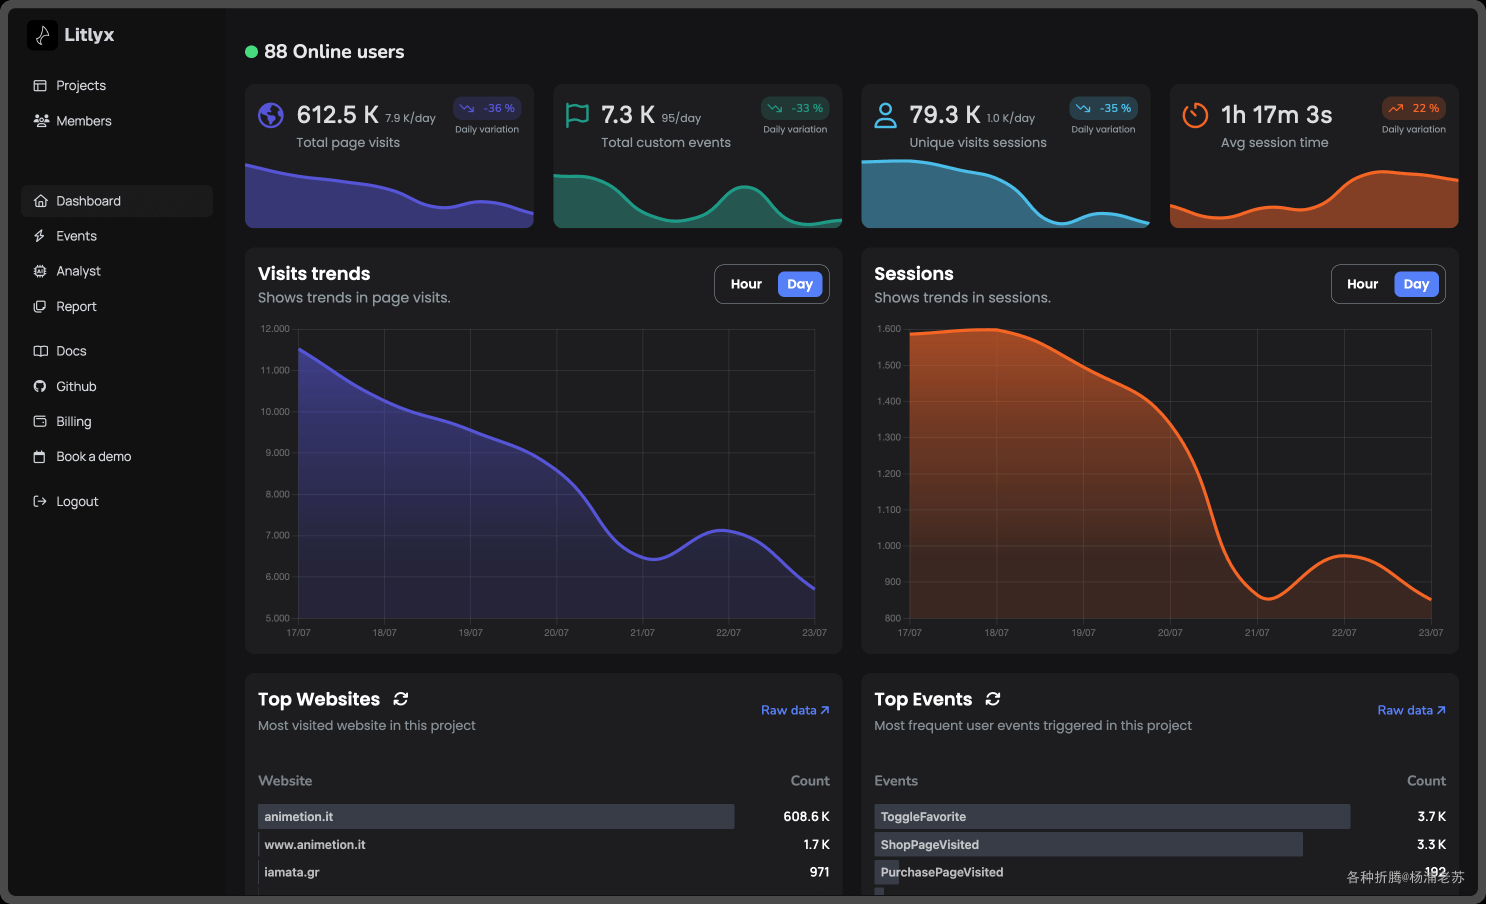 Litlyx
Projects
Members
Dashboard
Events
Analyst
Report
Docs
Github
Billing
Book a demo
Logout
88 Online users
612.5 K 7.9 K/day
-36 %
Daily variation
Total page visits
7.3 K 95/day
-33 %
Daily variation
Total custom events
79.3 K 1.0 K/day
-35 %
Daily variation
Unique visits sessions
1h 17m 3s
22 %
Daily variation
Avg session time
Visits trends
Shows trends in page visits.
Hour Day
12.000
11.000
10.000
9.000
8.000
7.000
6.000
5.000
17/07 18/07 19/07 20/07 21/07 22/07 23/07
Sessions
Shows trends in sessions.
Hour Day
1.600
1.500
1.400
1.300
1.200
1.100
1.000
900
800
17/07 18/07 19/07 20/07 21/07 22/07 23/07
Top Websites
Most visited website in this project
Raw data
Website Count
animetion.it 608.6 K
www.animetion.it 1.7 K
iamata.gr 971
Top Events
Most frequent user events triggered in this project
Raw data
Events Count
ToggleFavorite 3.7 K
ShopPageVisited 3.3 K
PurchasePageVisited 192
各种折腾@杨浦老苏